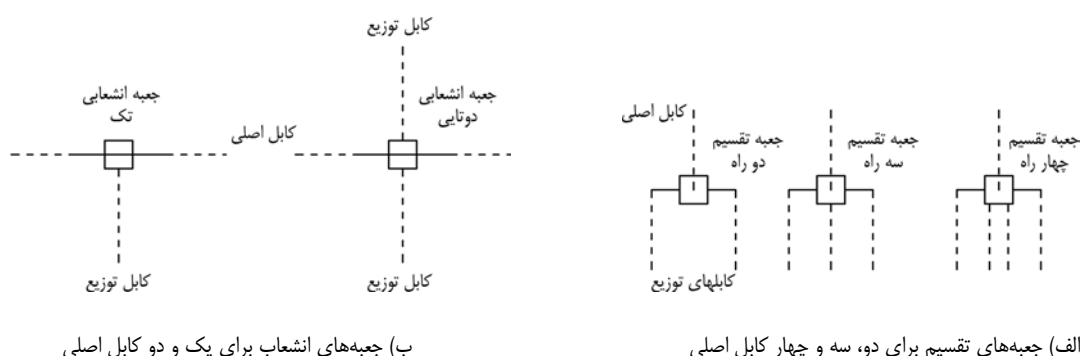 کابل اصلی
جعبه تقسیم
دو راه
جعبه تقسیم
سه راه
جعبه تقسیم
چهار راه
کابلهای توزیع
الف) جعبه‌های تقسیم برای دو، سه و چهار کابل اصلی
کابل توزیع
جعبه انشعابی
دوتایی
جعبه انشعابی
تک
کابل اصلی
کابل توزیع
کابل توزیع
ب) جعبه‌های انشعاب برای یک و دو کابل اصلی